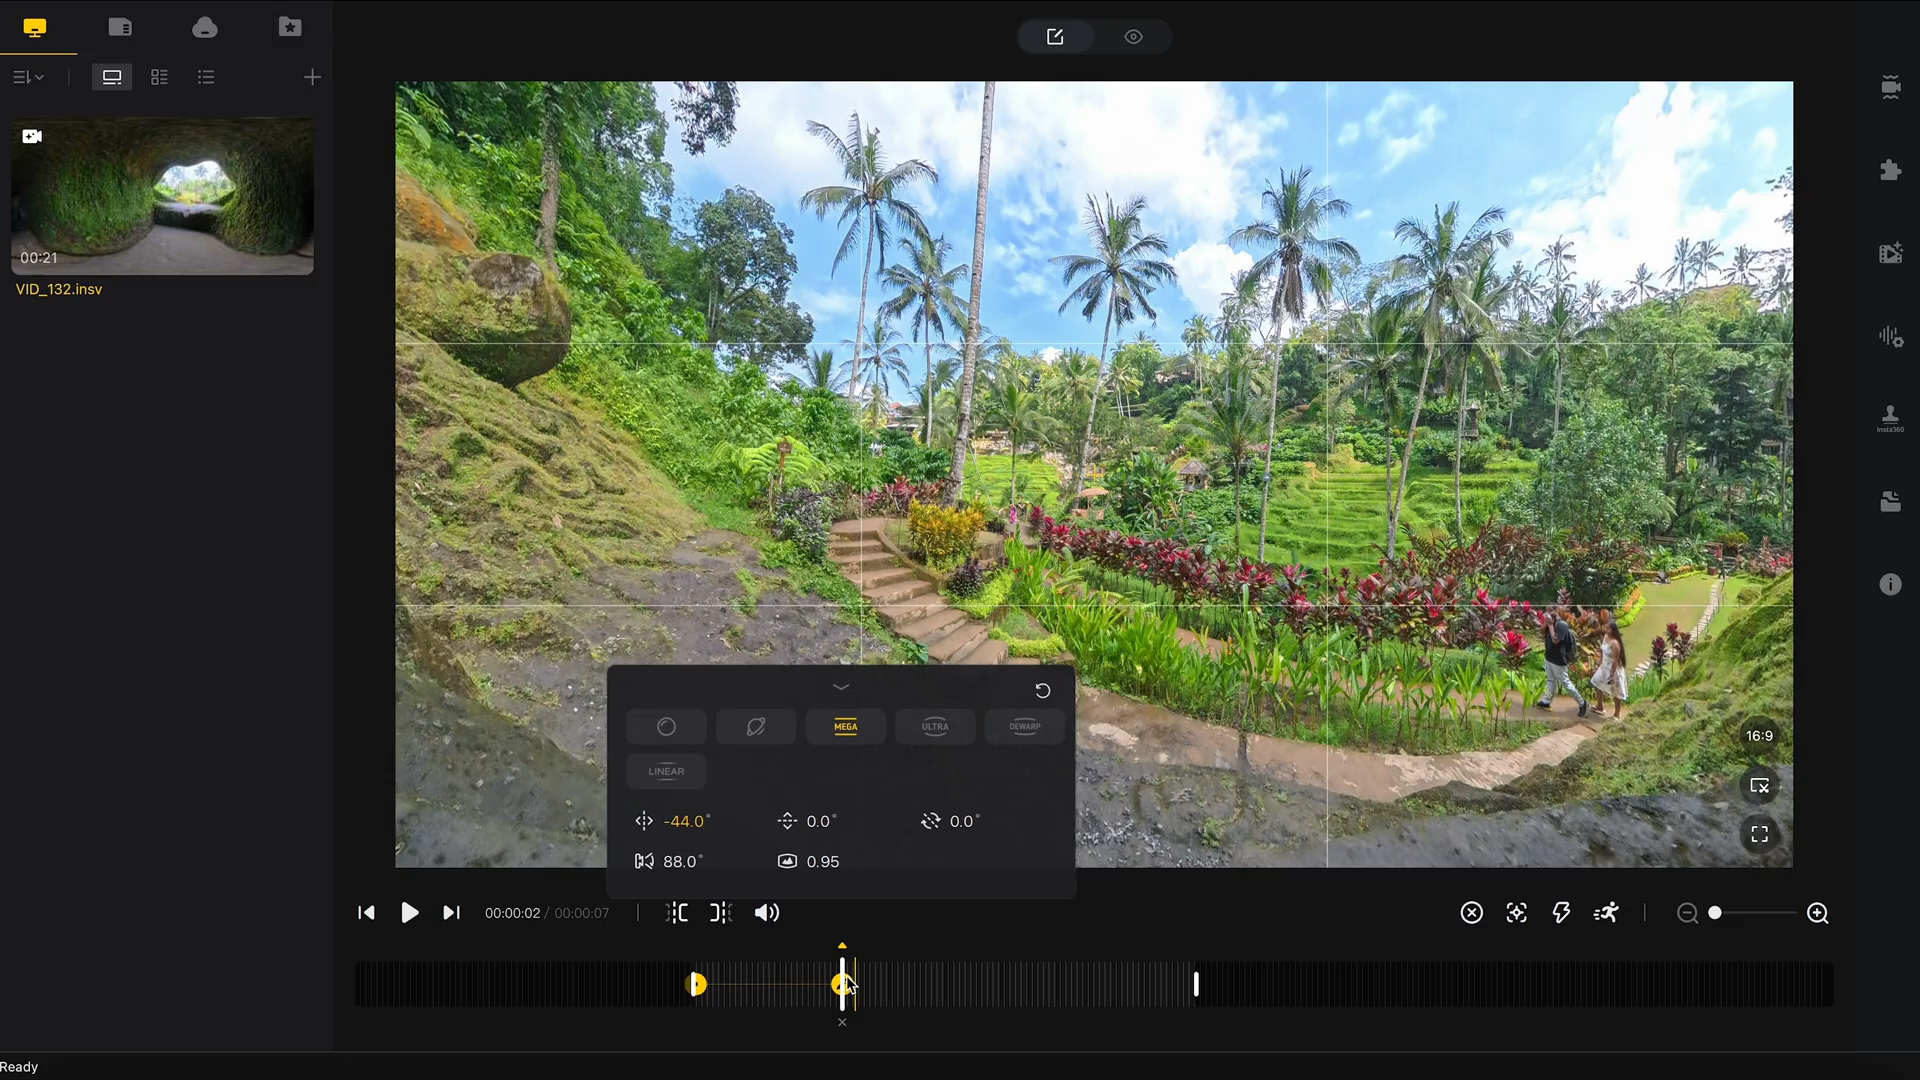 00:21
VID_132.insv
Insta360
16:9
MEGA
ULTRA
DEWARP
LINEAR
-44.0°
0.0°
0.0°
88.0°
0.95
00:00:02 / 00:00:07
Ready